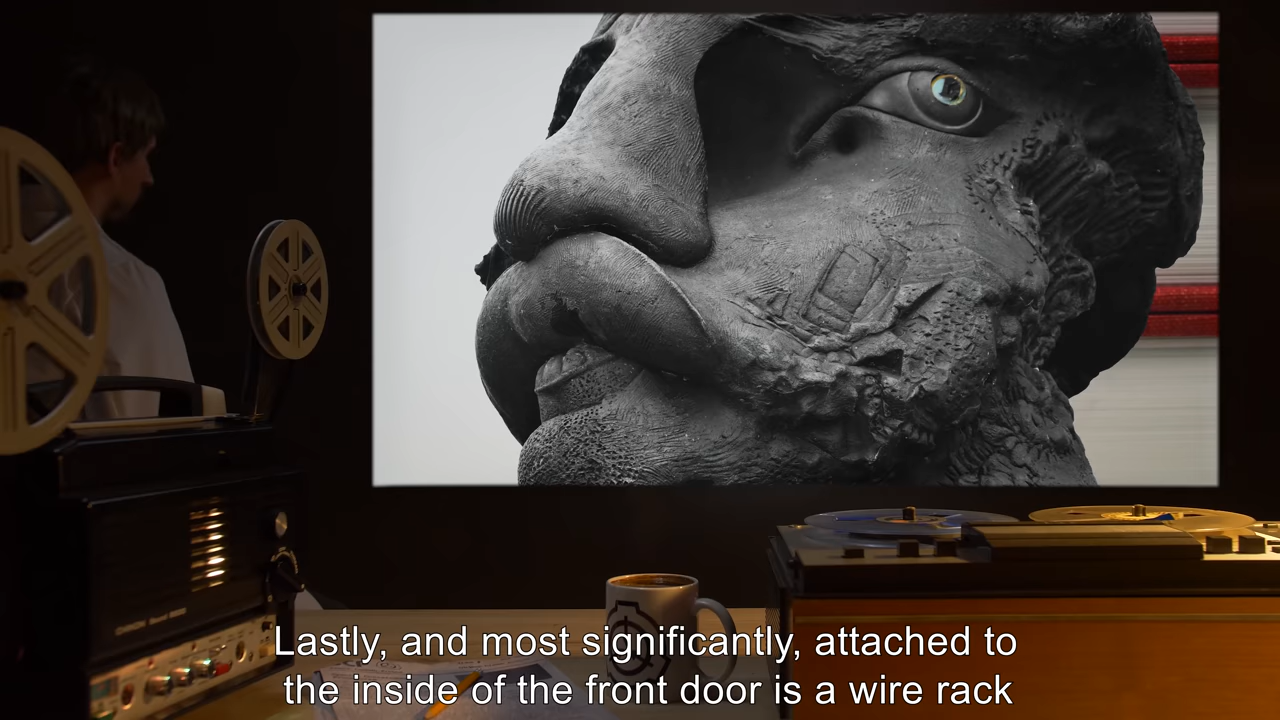 Lastly, and most significantly, attached to
the inside of the front door is a wire rack